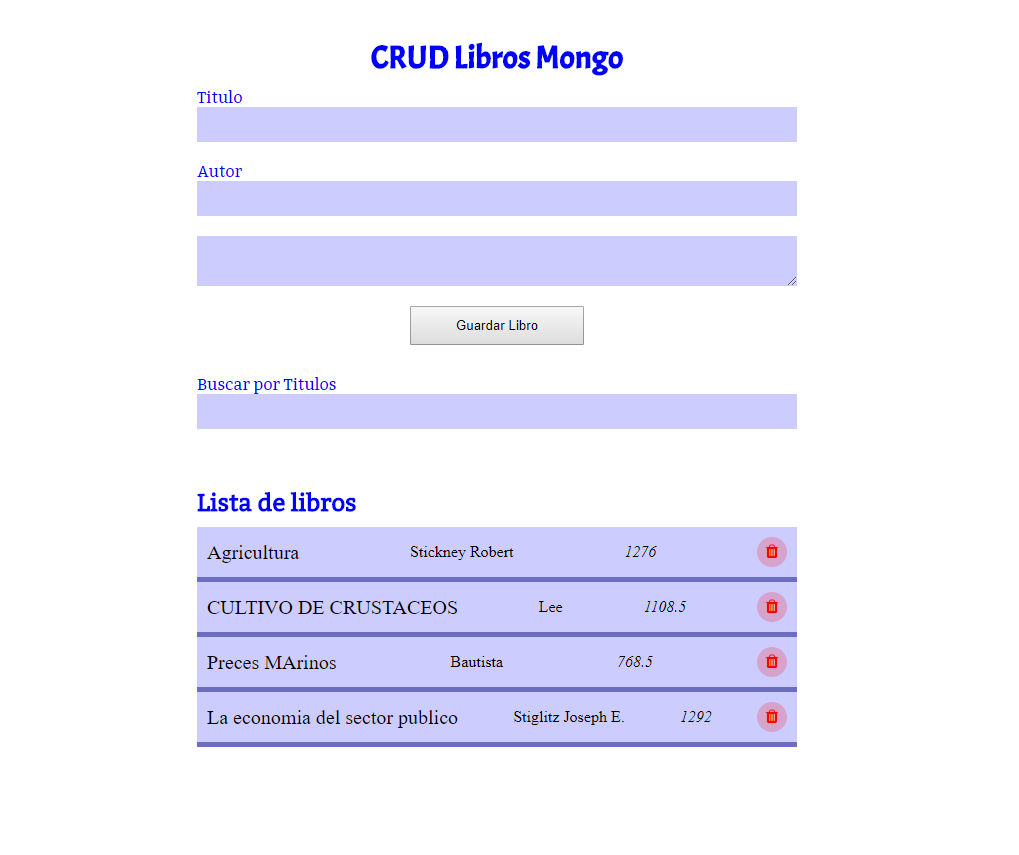 CRUD Libros Mongo
Titulo
Autor
Guardar Libro
Buscar por Titulos
Lista de libros
Agricultura Stickney Robert 1276
CULTIVO DE CRUSTACEOS Lee 1108.5
Preces MArinos Bautista 768.5
La economia del sector publico Stiglitz Joseph E. 1292